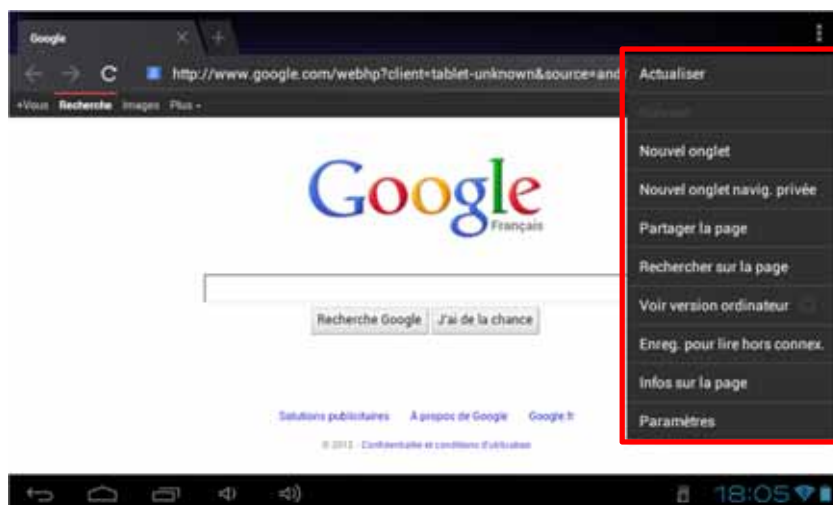 Google
http://www.google.com/webhp?client=tablet-unknown&source=and
+Vous Recherche Images Plus
Actualiser
Nouvel onglet
Nouvel onglet navig. privée
Partager la page
Rechercher sur la page
Voir version ordinateur
Enreg. pour lire hors connex.
Infos sur la page
Paramètres
Google
Français
Recherche Google J'ai de la chance
Solutions publicitaires À propos de Google Google.fr
© 2012 - Confidentialité et conditions d'utilisation
18:05